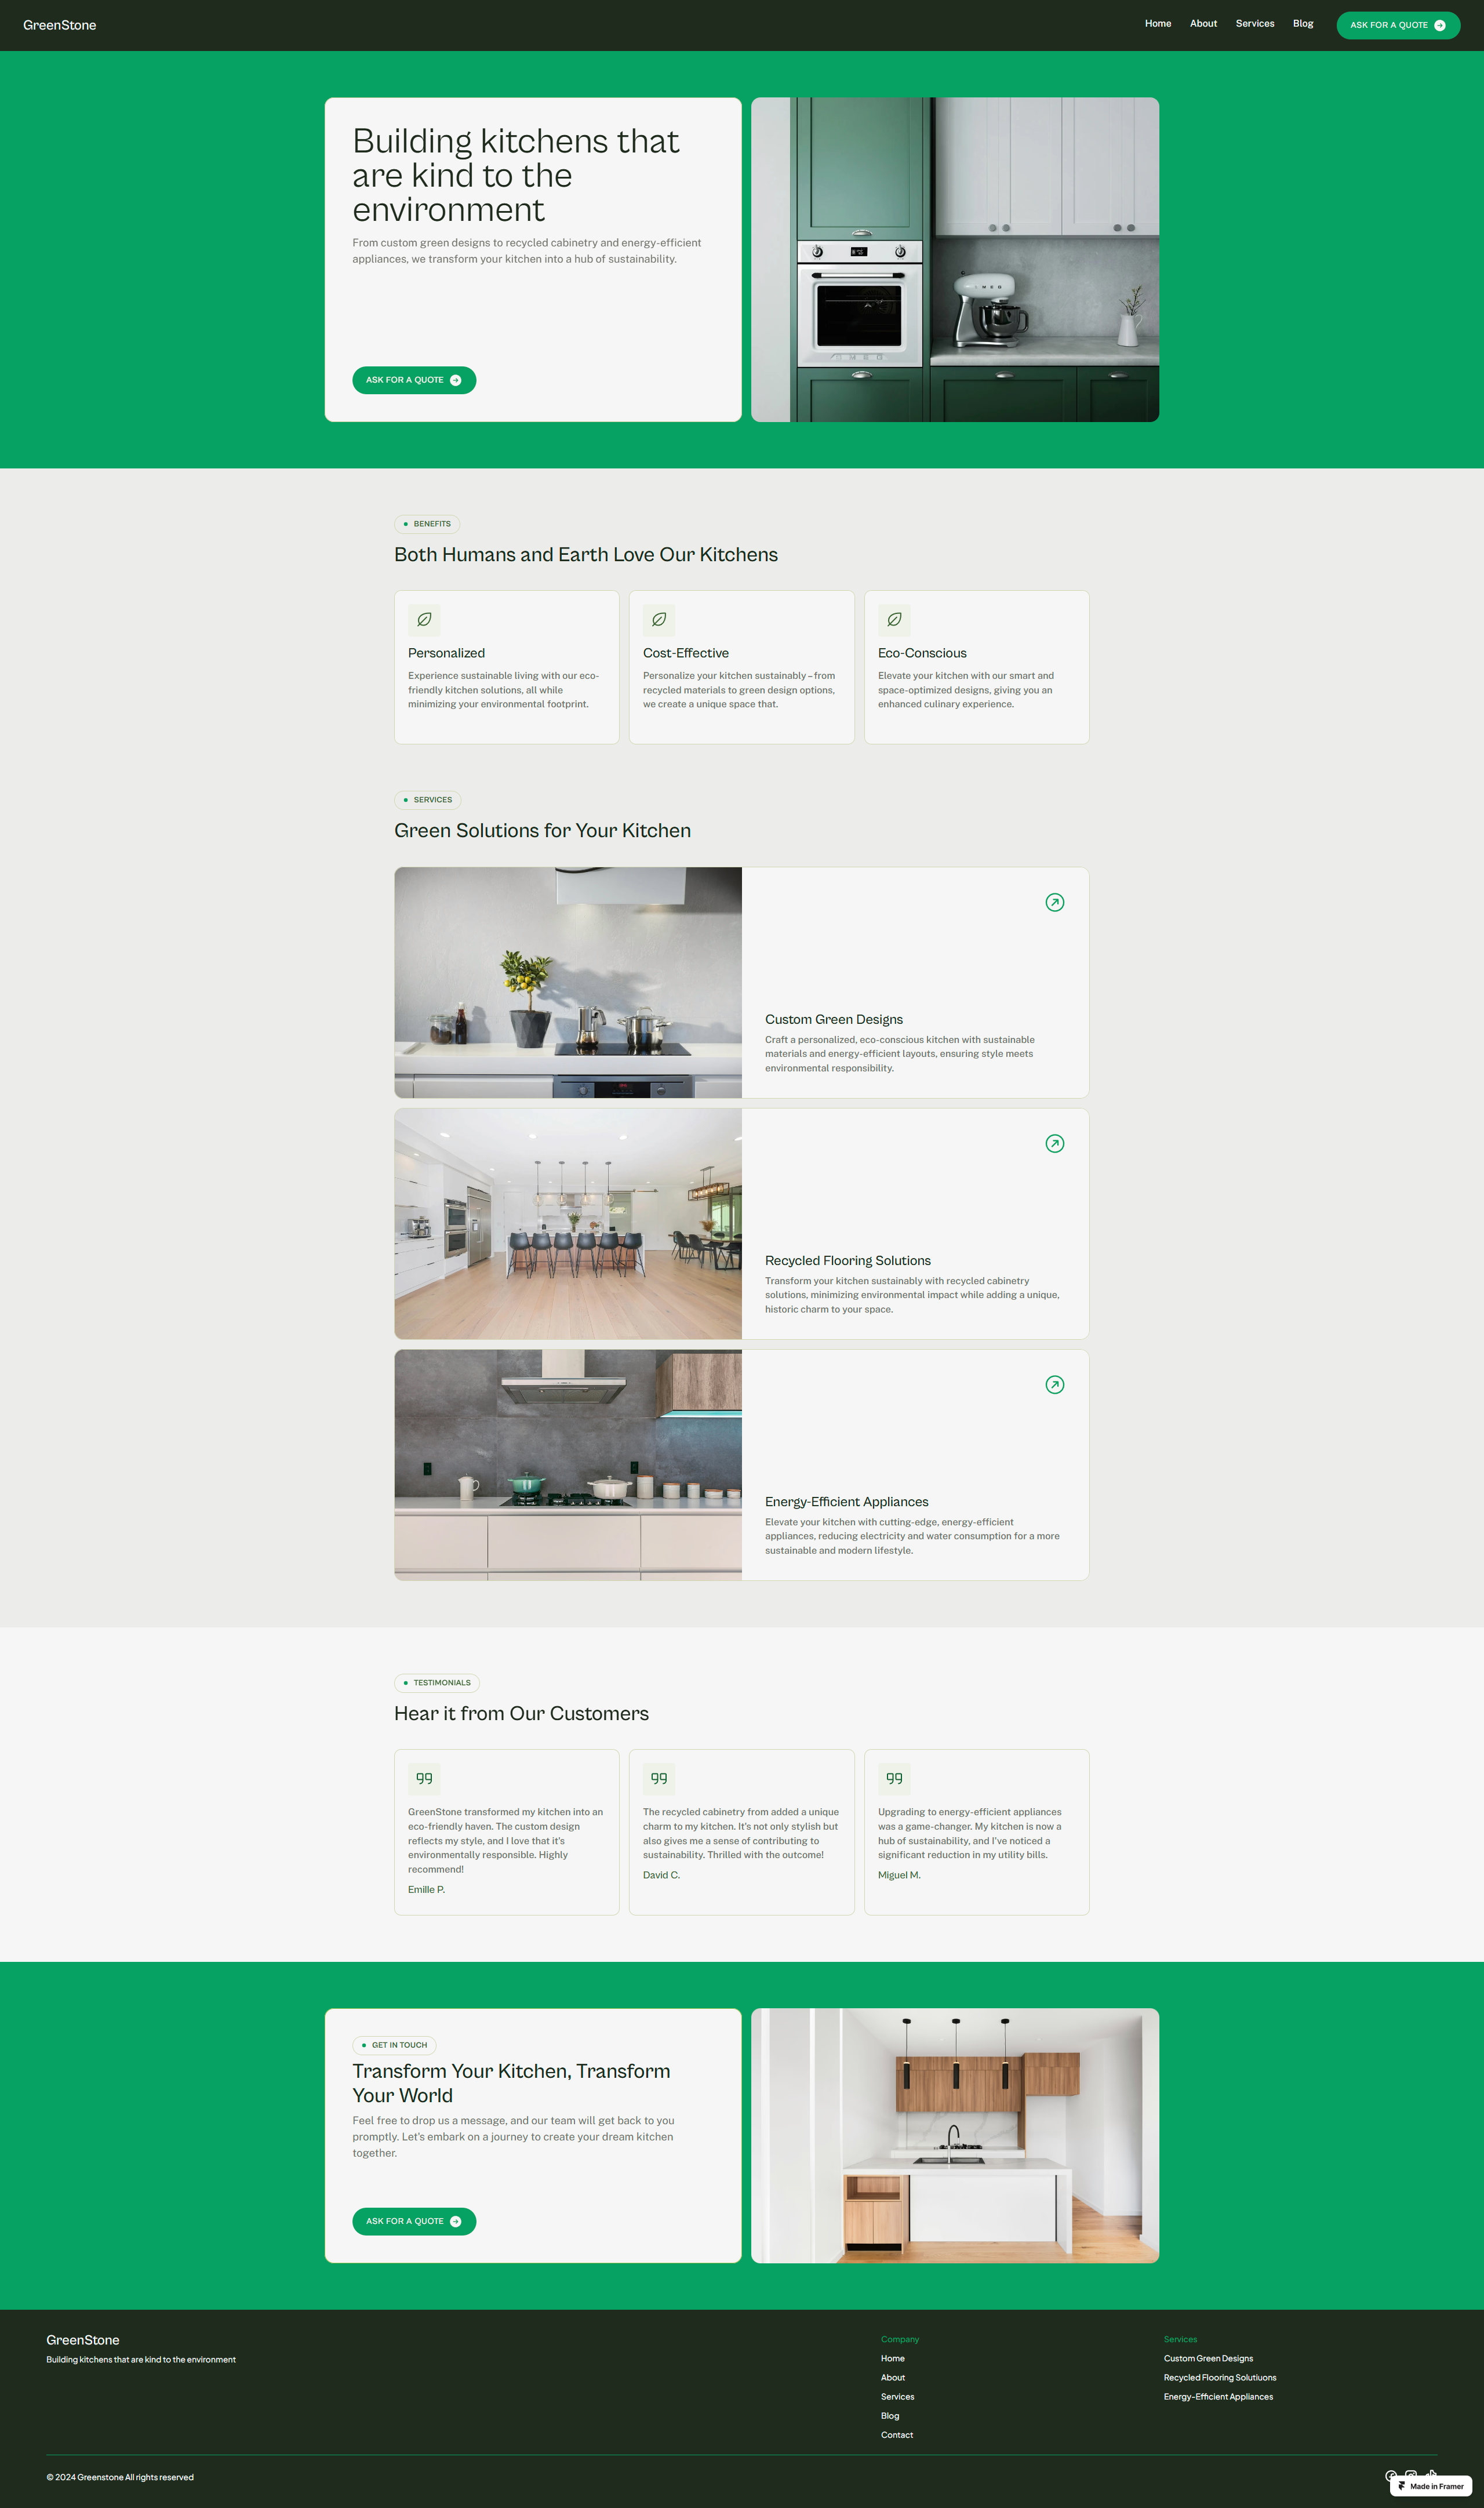 GreenStone
Home
About
Services
Blog
ASK FOR A QUOTE
Building kitchens that
are kind to the
environment
From custom green designs to recycled cabinetry and energy-efficient
appliances, we transform your kitchen into a hub of sustainability.
ASK FOR A QUOTE
SMEG
BENEFITS
Both Humans and Earth Love Our Kitchens
Personalized
Experience sustainable living with our eco-
friendly kitchen solutions, all while
minimizing your environmental footprint.
Cost-Effective
Personalize your kitchen sustainably – from
recycled materials to green design options,
we create a unique space that.
Eco-Conscious
Elevate your kitchen with our smart and
space-optimized designs, giving you an
enhanced culinary experience.
SERVICES
Green Solutions for Your Kitchen
Custom Green Designs
Craft a personalized, eco-conscious kitchen with sustainable
materials and energy-efficient layouts, ensuring style meets
environmental responsibility.
Recycled Flooring Solutions
Transform your kitchen sustainably with recycled cabinetry
solutions, minimizing environmental impact while adding a unique,
historic charm to your space.
Energy-Efficient Appliances
Elevate your kitchen with cutting-edge, energy-efficient
appliances, reducing electricity and water consumption for a more
sustainable and modern lifestyle.
TESTIMONIALS
Hear it from Our Customers
GreenStone transformed my kitchen into an
eco-friendly haven. The custom design
reflects my style, and I love that it's
environmentally responsible. Highly
recommend!
Emille P.
The recycled cabinetry from added a unique
charm to my kitchen. It's not only stylish but
also gives me a sense of contributing to
sustainability. Thrilled with the outcome!
David C.
Upgrading to energy-efficient appliances
was a game-changer. My kitchen is now a
hub of sustainability, and I've noticed a
significant reduction in my utility bills.
Miguel M.
GET IN TOUCH
Transform Your Kitchen, Transform
Your World
Feel free to drop us a message, and our team will get back to you
promptly. Let's embark on a journey to create your dream kitchen
together.
ASK FOR A QUOTE
GreenStone
Building kitchens that are kind to the environment
Company
Home
About
Services
Blog
Contact
Services
Custom Green Designs
Recycled Flooring Solutiuons
Energy-Efficient Appliances
© 2024 Greenstone All rights reserved
Made in Framer